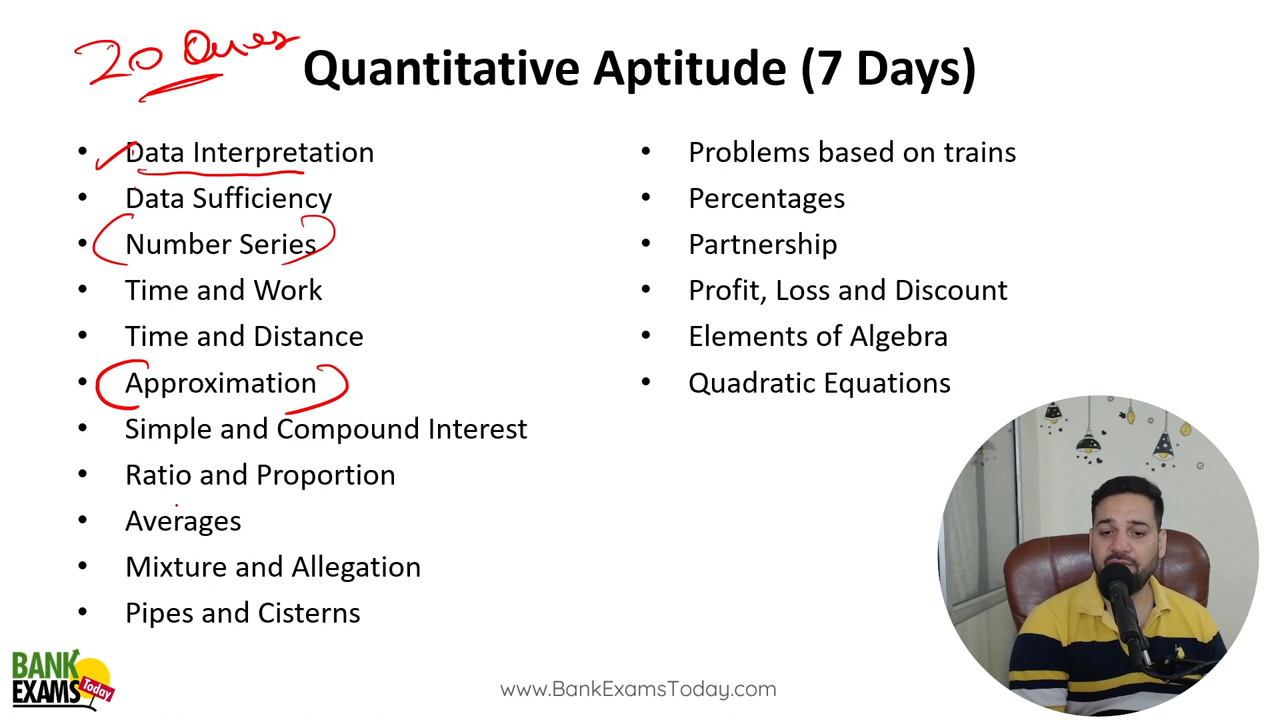 20 Ques
Quantitative Aptitude (7 Days)
• Data Interpretation
• Data Sufficiency
• Number Series
• Time and Work
• Time and Distance
• Approximation
• Simple and Compound Interest
• Ratio and Proportion
• Averages
• Mixture and Allegation
• Pipes and Cisterns
• Problems based on trains
• Percentages
• Partnership
• Profit, Loss and Discount
• Elements of Algebra
• Quadratic Equations
BANK
EXAMS
Today
www.BankExamsToday.com